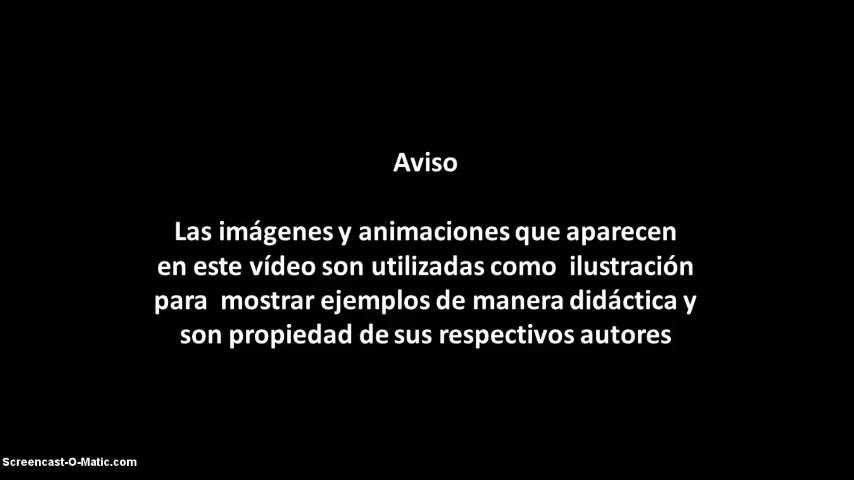 Aviso
Las imágenes y animaciones que aparecen
en este vídeo son utilizadas como ilustración
para mostrar ejemplos de manera didáctica y
son propiedad de sus respectivos autores
Screencast-O-Matic.com